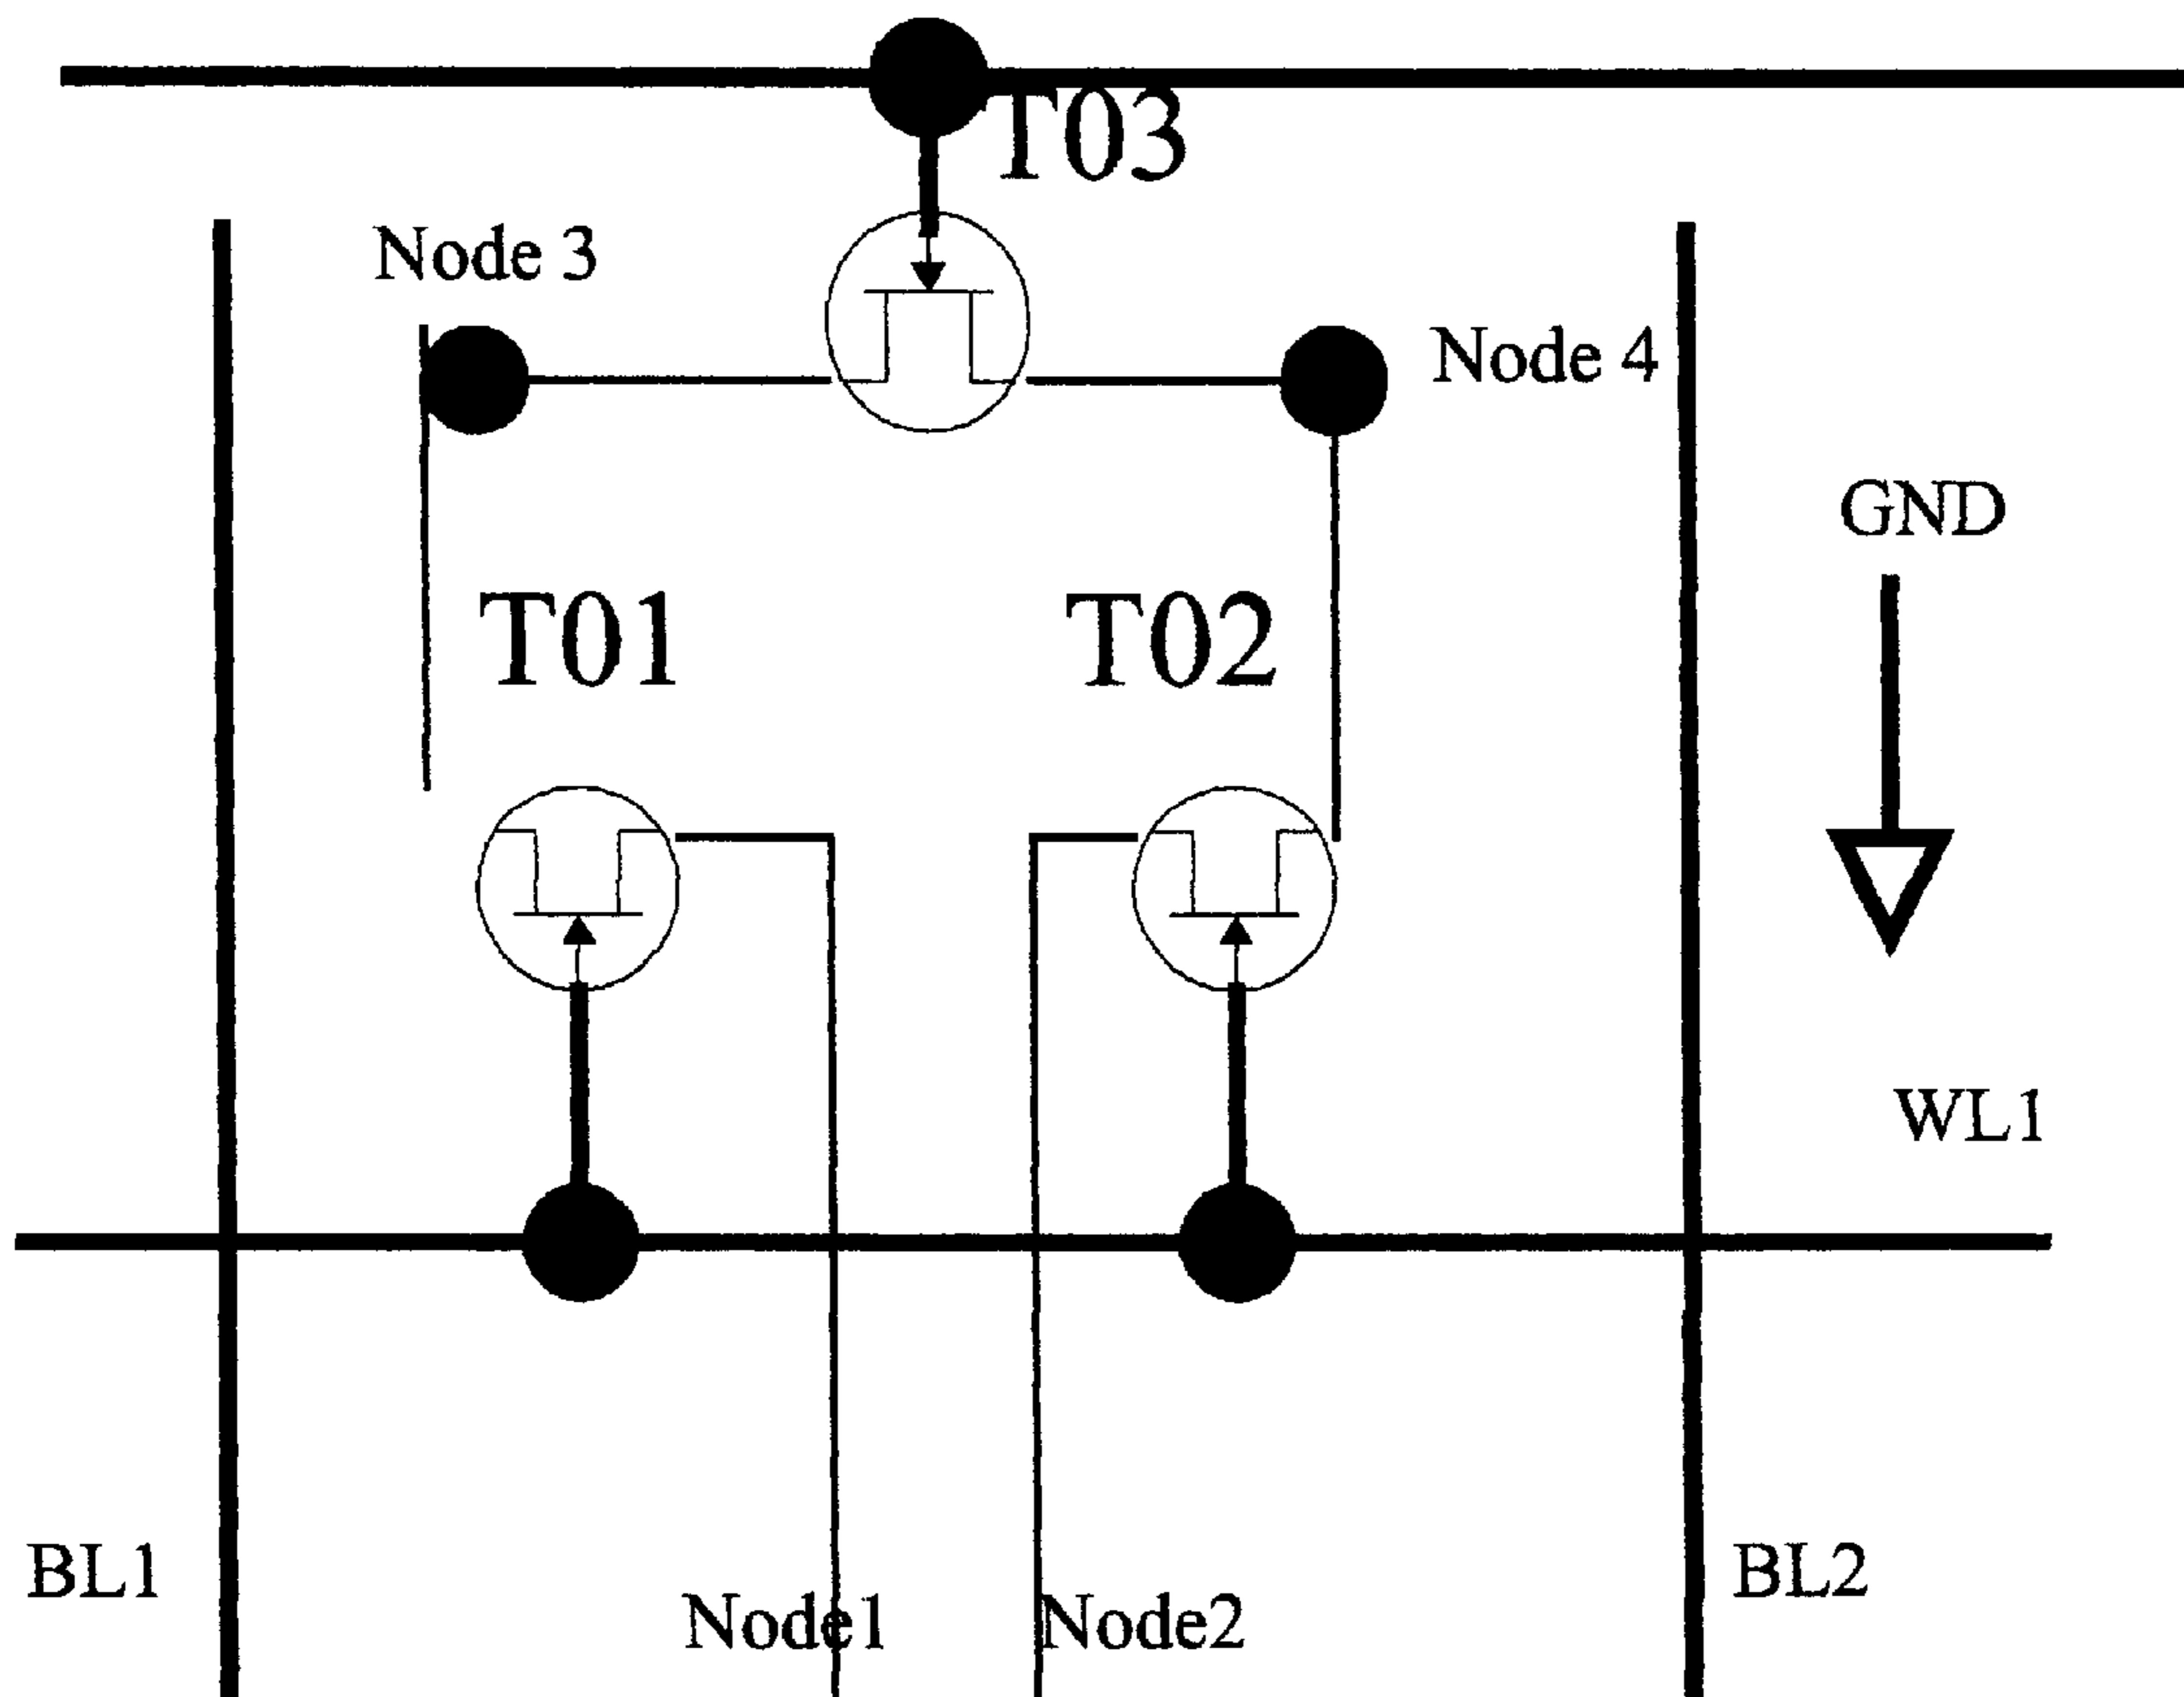 T03
Node 3
Node 4
GND
T01
T02
WL1
BL1
BL2
Node1
Node2